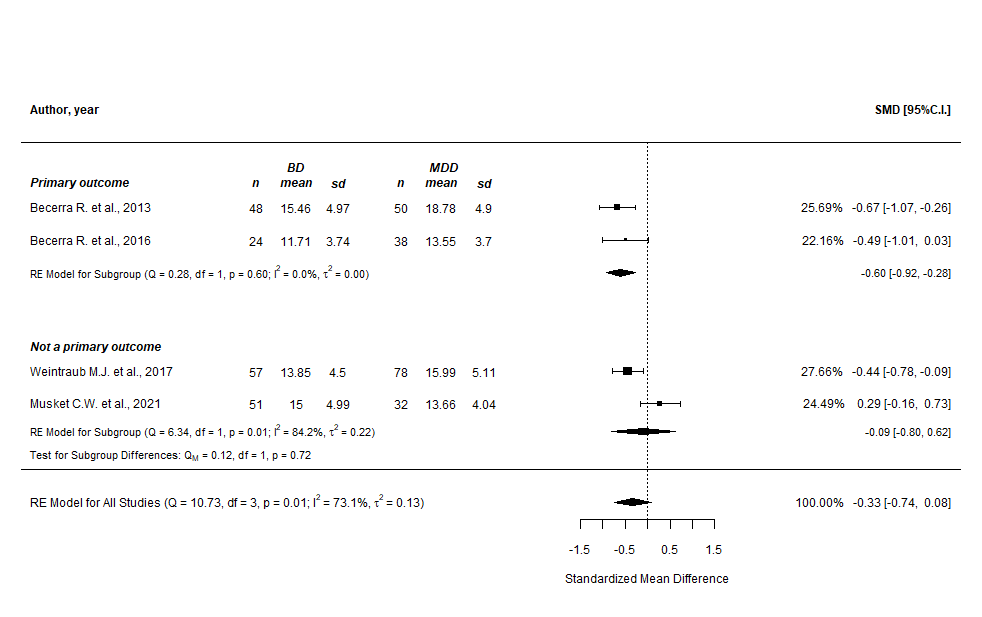 Author, year SMD [95%C.I.]
BD MDD
Primary outcome n mean sd n mean sd
Becerra R. et al., 2013 48 15.46 4.97 50 18.78 4.9 25.69% -0.67 [-1.07, -0.26]
Becerra R. et al., 2016 24 11.71 3.74 38 13.55 3.7 22.16% -0.49 [-1.01, 0.03]
RE Model for Subgroup (Q = 0.28, df = 1, p = 0.60; I² = 0.0%, τ² = 0.00) -0.60 [-0.92, -0.28]
Not a primary outcome
Weintraub M.J. et al., 2017 57 13.85 4.5 78 15.99 5.11 27.66% -0.44 [-0.78, -0.09]
Musket C.W. et al., 2021 51 15 4.99 32 13.66 4.04 24.49% 0.29 [-0.16, 0.73]
RE Model for Subgroup (Q = 6.34, df = 1, p = 0.01; I² = 84.2%, τ² = 0.22) -0.09 [-0.80, 0.62]
Test for Subgroup Differences: Q_M = 0.12, df = 1, p = 0.72
RE Model for All Studies (Q = 10.73, df = 3, p = 0.01; I² = 73.1%, τ² = 0.13) 100.00% -0.33 [-0.74, 0.08]
-1.5 -0.5 0.5 1.5
Standardized Mean Difference